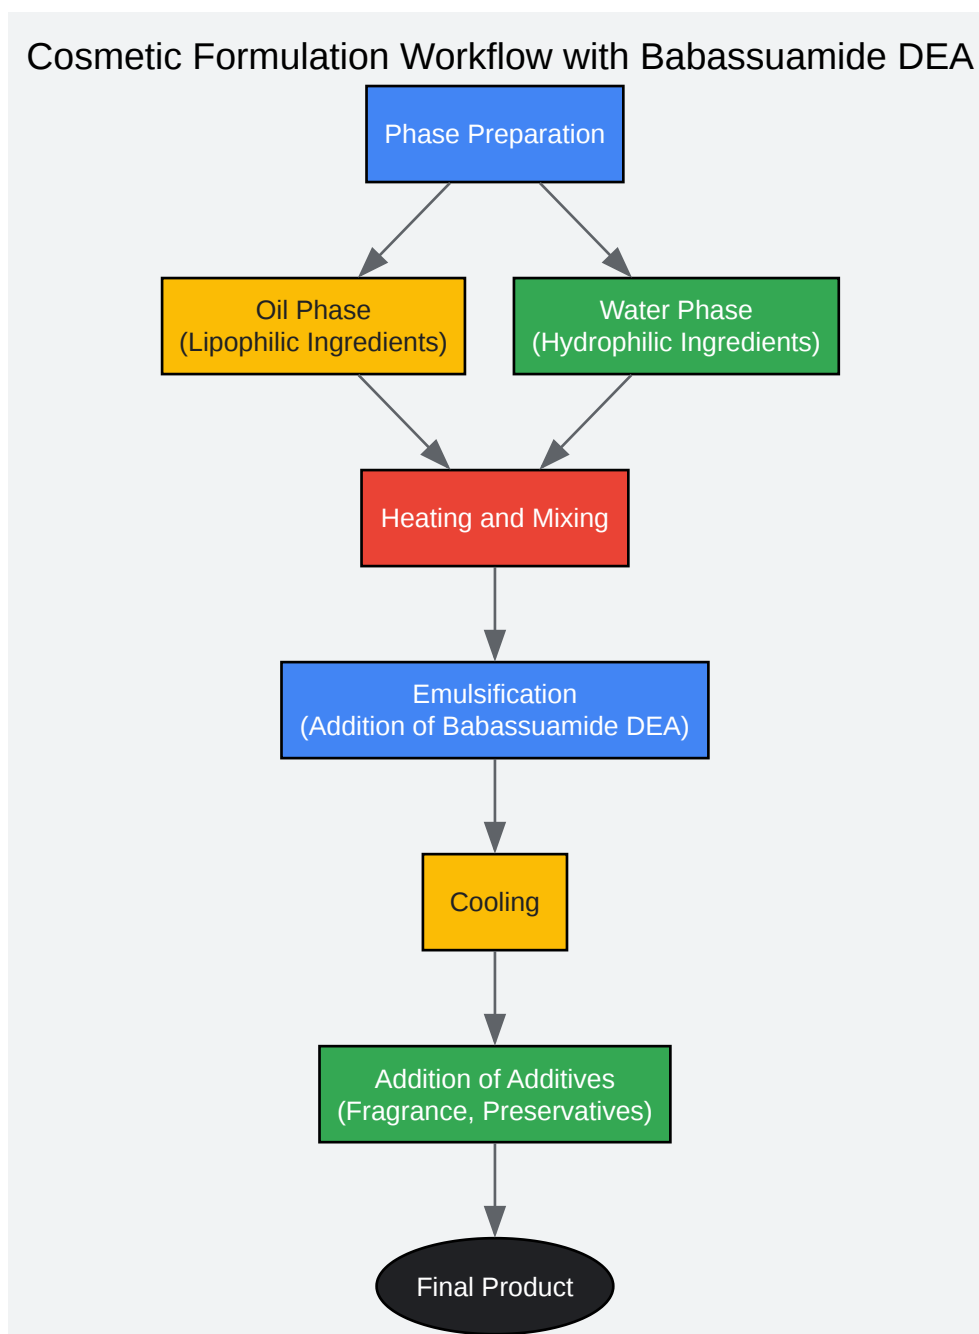 Cosmetic Formulation Workflow with Babassuamide DEA
Phase Preparation
Oil Phase
(Lipophilic Ingredients)
Water Phase
(Hydrophilic Ingredients)
Heating and Mixing
Emulsification
(Addition of Babassuamide DEA)
Cooling
Addition of Additives
(Fragrance, Preservatives)
Final Product